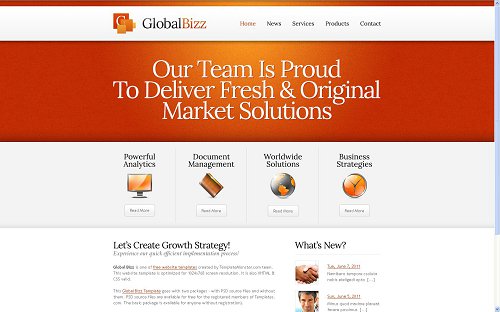 GlobalBizz
Home News Services Products Contact
Our Team Is Proud
To Deliver Fresh & Original
Market Solutions
Powerful
Analytics
Read More
Document
Management
Read More
Worldwide
Solutions
Read More
Business
Strategies
Read More
Let's Create Growth Strategy!
Experience our quick efficient implementation process!
Global Bizz is one of free website templates created by TemplateMonster.com team.
This website template is optimized for 1024x768 screen resolution. It is also XHTML &
CSS valid.
This Global Bizz Template goes with two packages - with PSD source files and without
them. PSD source files are available for free for the registered members of Templates.
com. The basic package is available for anyone without registration.
What's New?
Tue, June 7, 2011
Sun, June 5, 2011